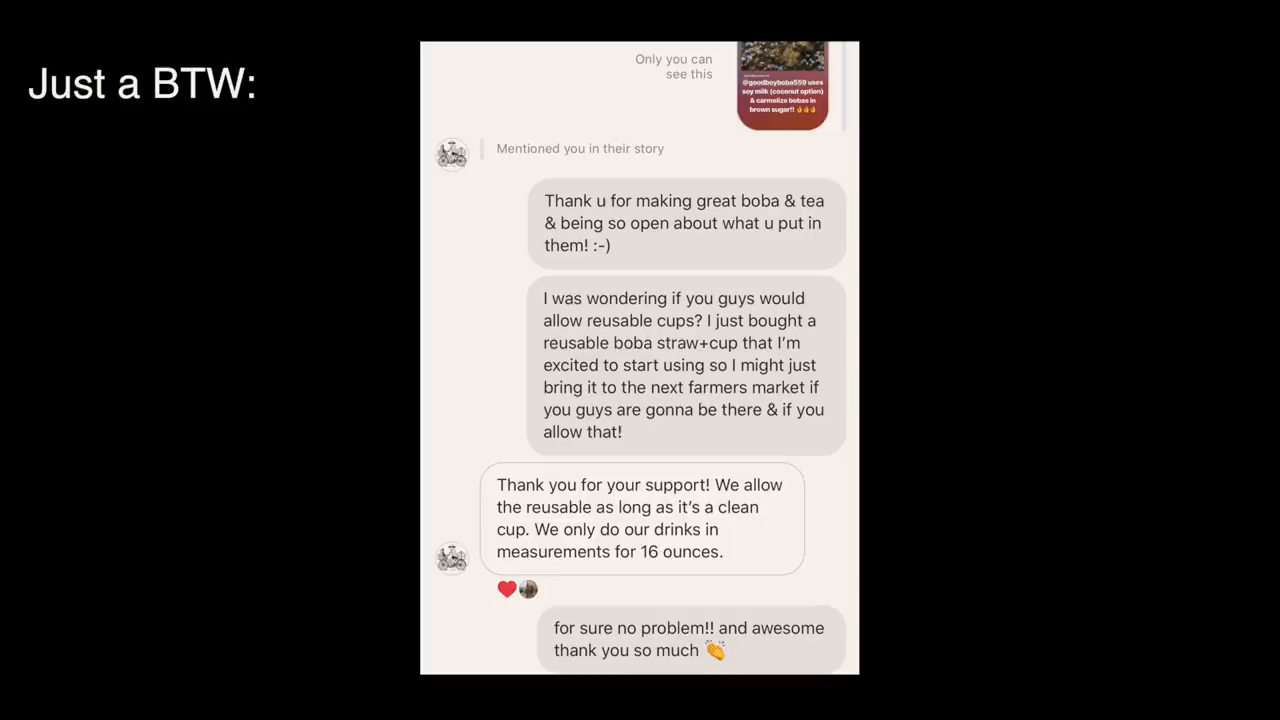 Just a BTW:
Only you can
see this
@goodboyboba559 uses
soy milk (coconut option)
& carmelize bobas in
brown sugar!! 👌👌👌
Mentioned you in their story
Thank u for making great boba & tea
& being so open about what u put in
them! :-)
I was wondering if you guys would
allow reusable cups? I just bought a
reusable boba straw+cup that I'm
excited to start using so I might just
bring it to the next farmers market if
you guys are gonna be there & if you
allow that!
Thank you for your support! We allow
the reusable as long as it's a clean
cup. We only do our drinks in
measurements for 16 ounces.
for sure no problem!! and awesome
thank you so much 👏